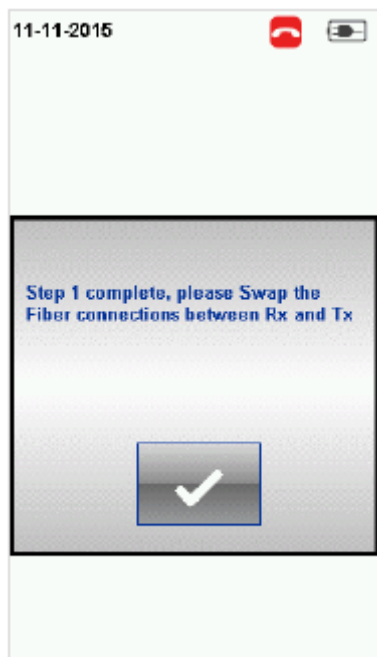 11-11-2015
Step 1 complete, please Swap the
Fiber connections between Rx and Tx